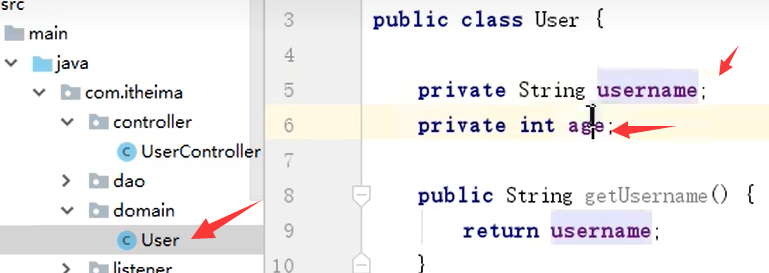 src
main
java
com.itheima
controller
UserController
dao
domain
User
listener
3 public class User {
4
5 private String username;
6 private int age;
7
8 public String getUsername() {
9 return username;
10 }